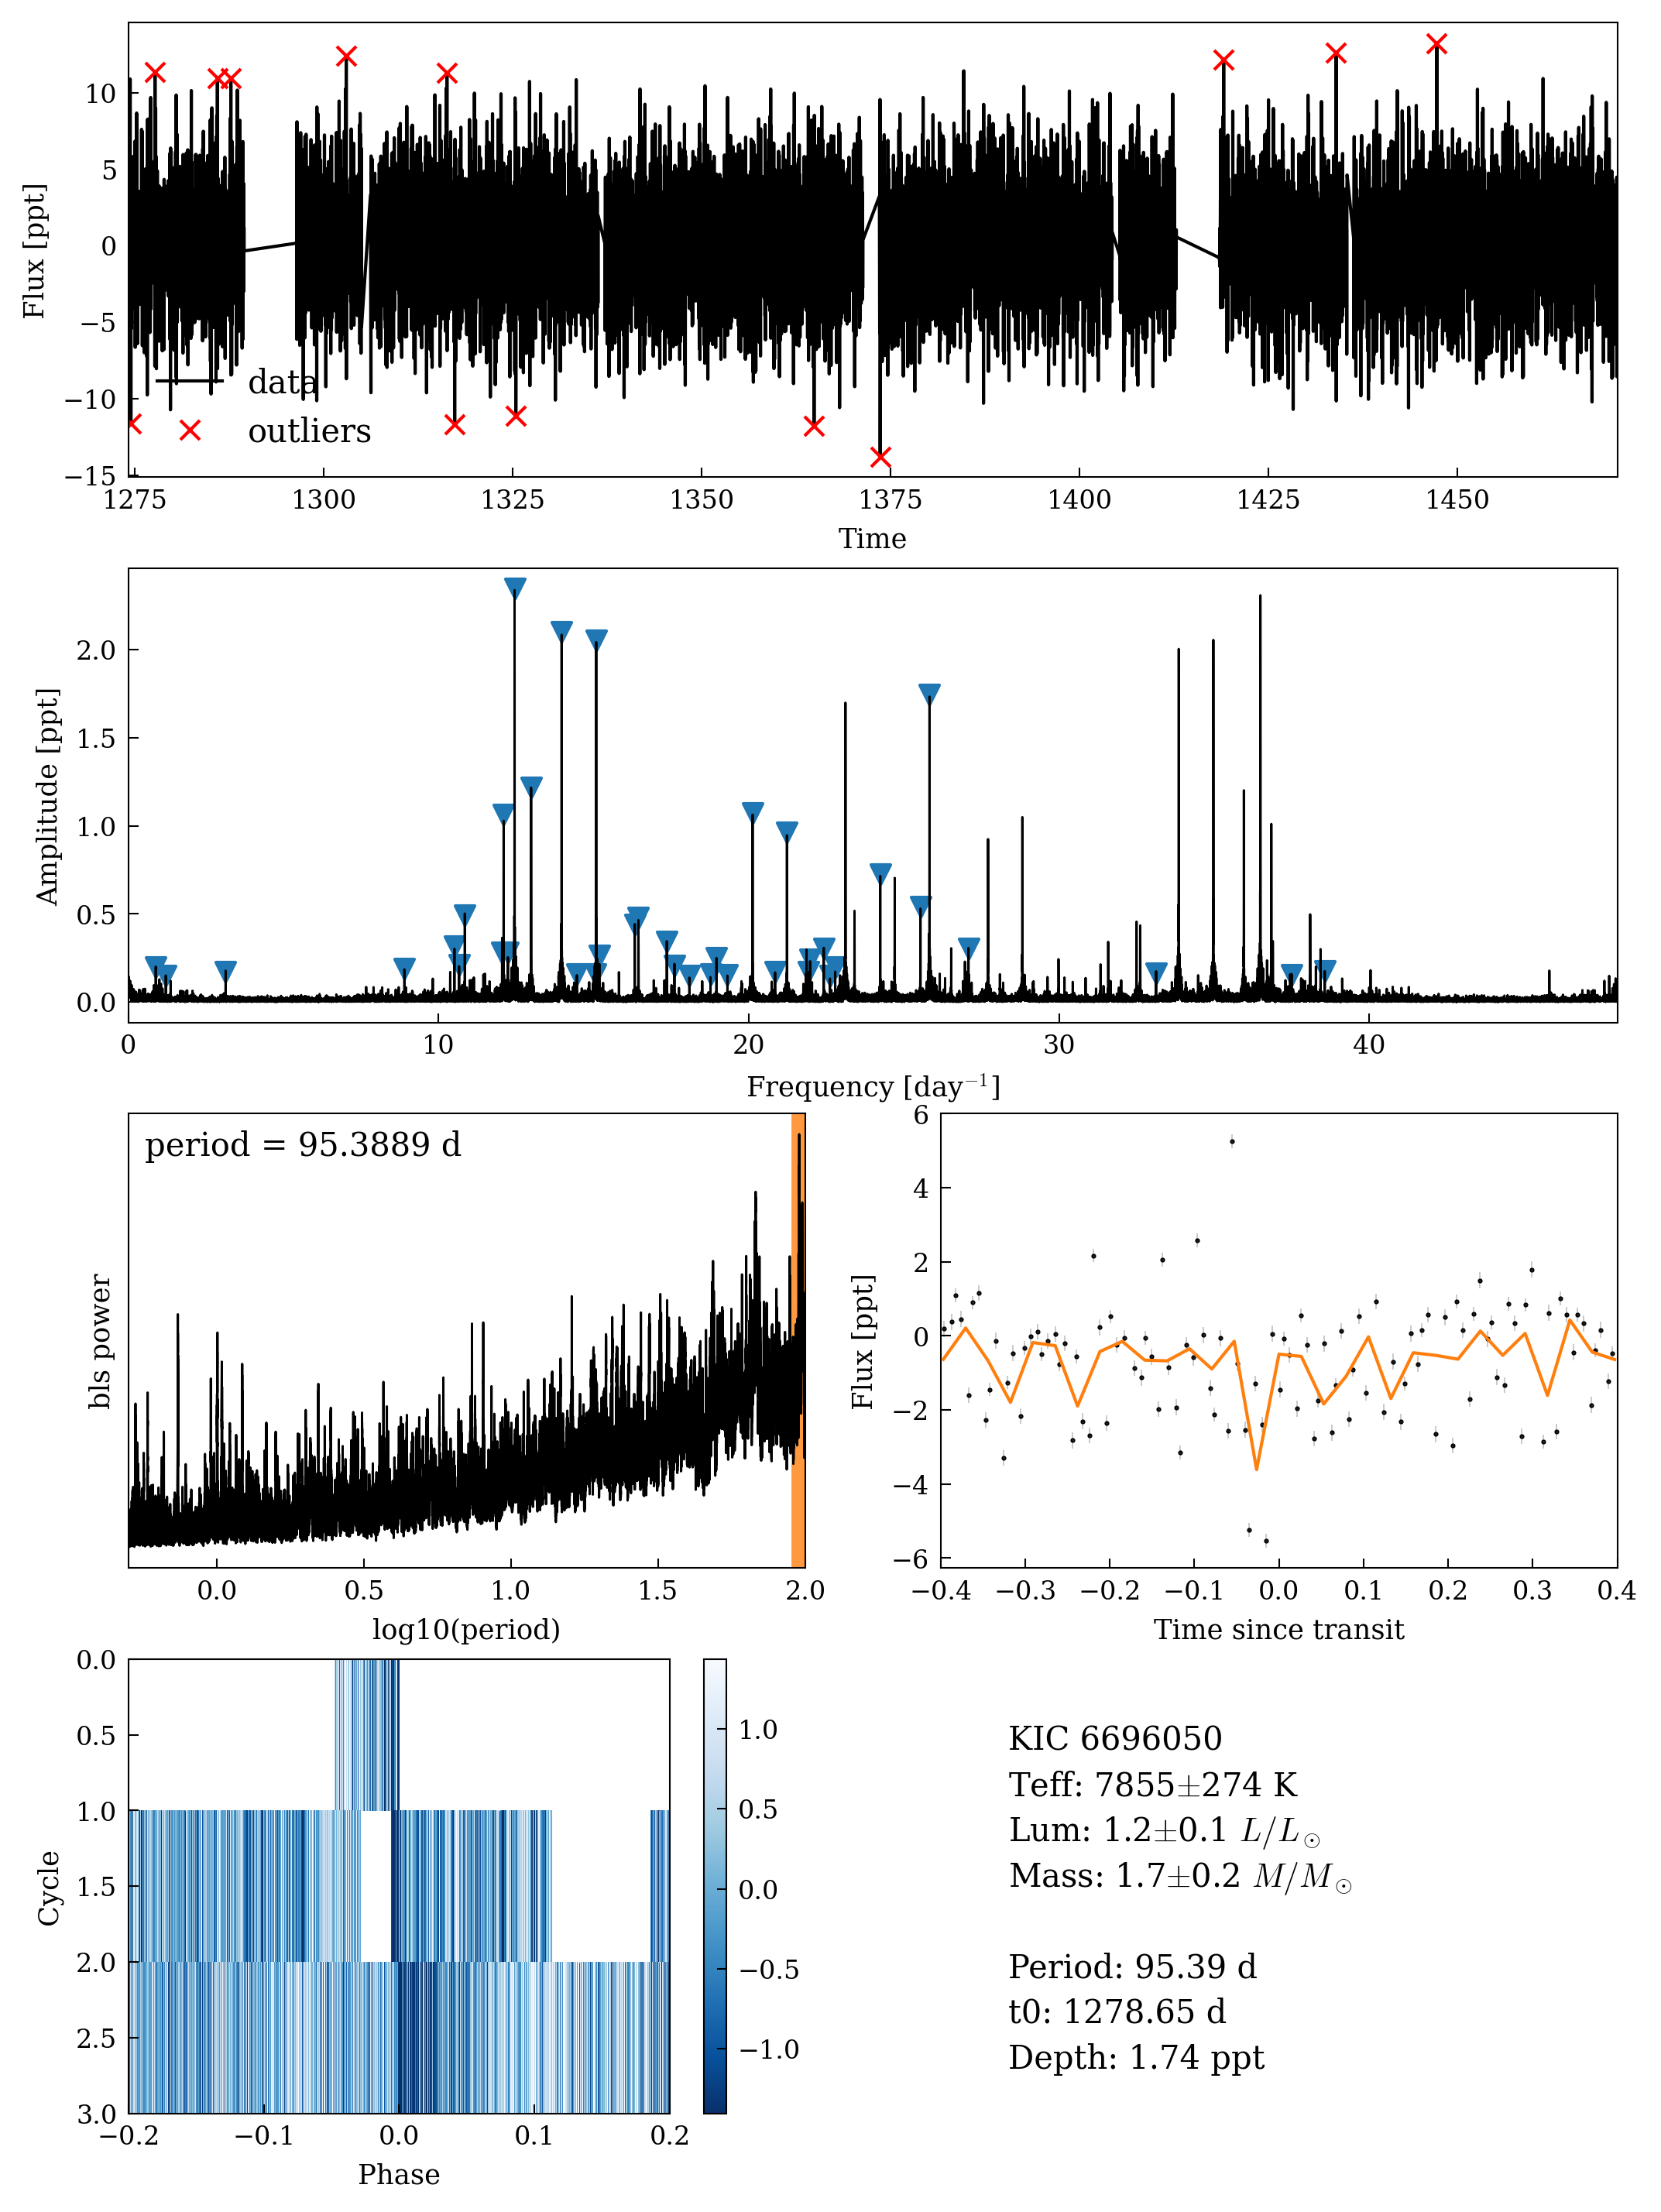 10
5
0
−5
−10
−15
Flux [ppt]
data
outliers
1275 1300 1325 1350 1375 1400 1425 1450
Time
2.0
1.5
1.0
0.5
0.0
Amplitude [ppt]
0 10 20 30 40
Frequency [day⁻¹]
period = 95.3889 d
bls power
0.0 0.5 1.0 1.5 2.0
log10(period)
6
4
2
0
−2
−4
−6
Flux [ppt]
−0.4 −0.3 −0.2 −0.1 0.0 0.1 0.2 0.3 0.4
Time since transit
0.0
0.5
1.0
1.5
2.0
2.5
3.0
Cycle
−0.2 −0.1 0.0 0.1 0.2
Phase
1.0
0.5
0.0
−0.5
−1.0
KIC 6696050
Teff: 7855±274 K
Lum: 1.2±0.1 L/L☉
Mass: 1.7±0.2 M/M☉
Period: 95.39 d
t0: 1278.65 d
Depth: 1.74 ppt